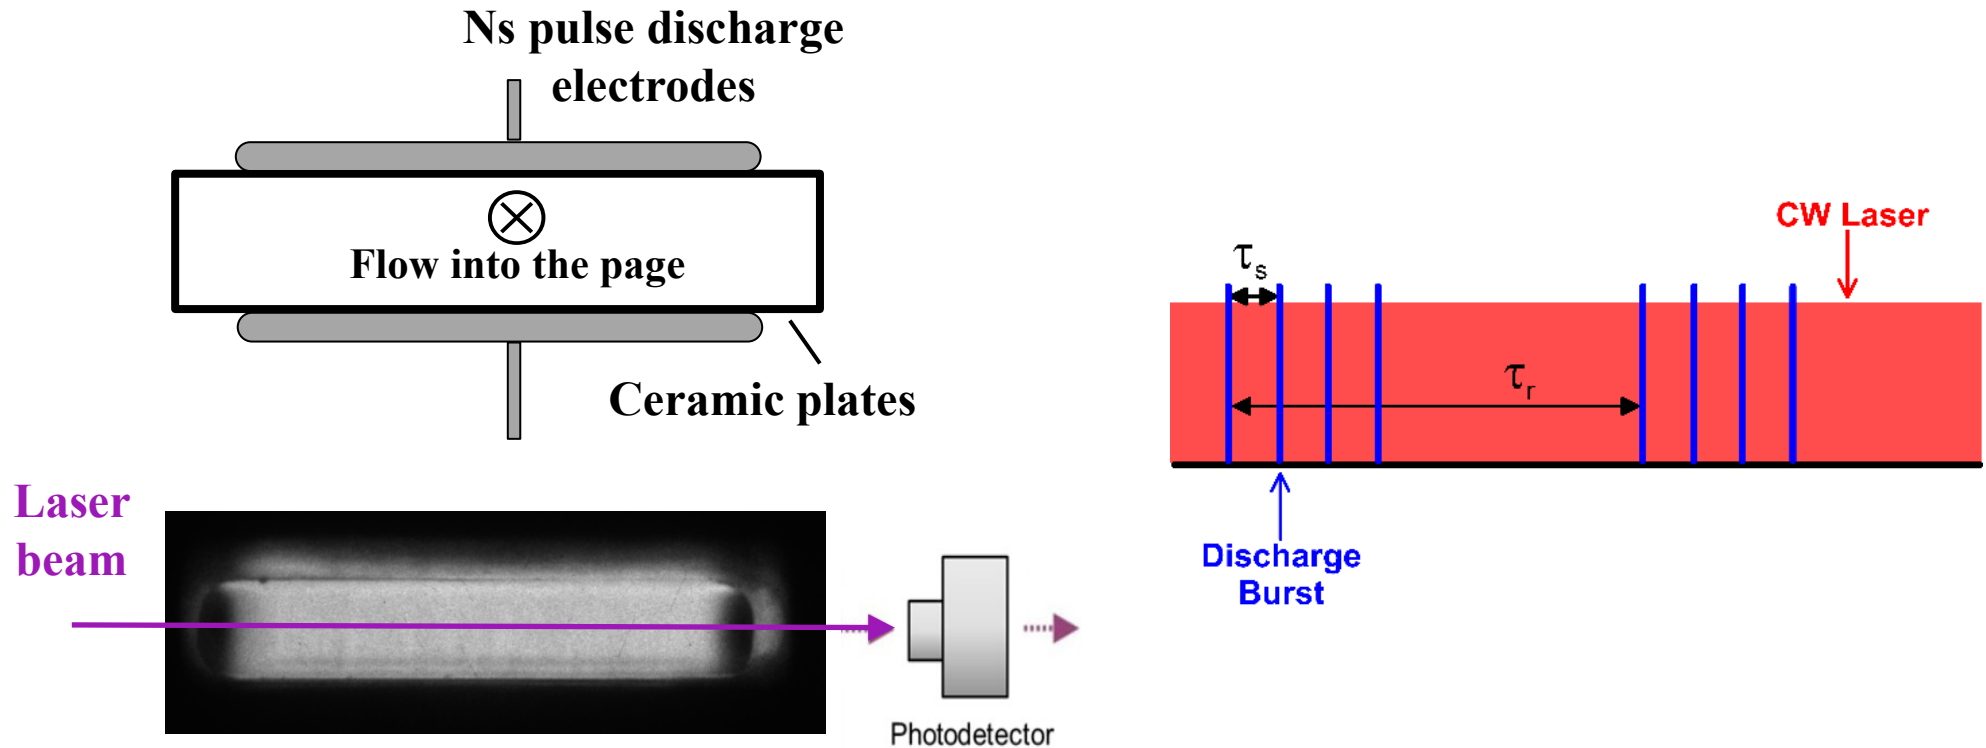 Ns pulse discharge
electrodes
Flow into the page
Ceramic plates
Laser
beam
Photodetector
CW Laser
τs
τr
Discharge
Burst